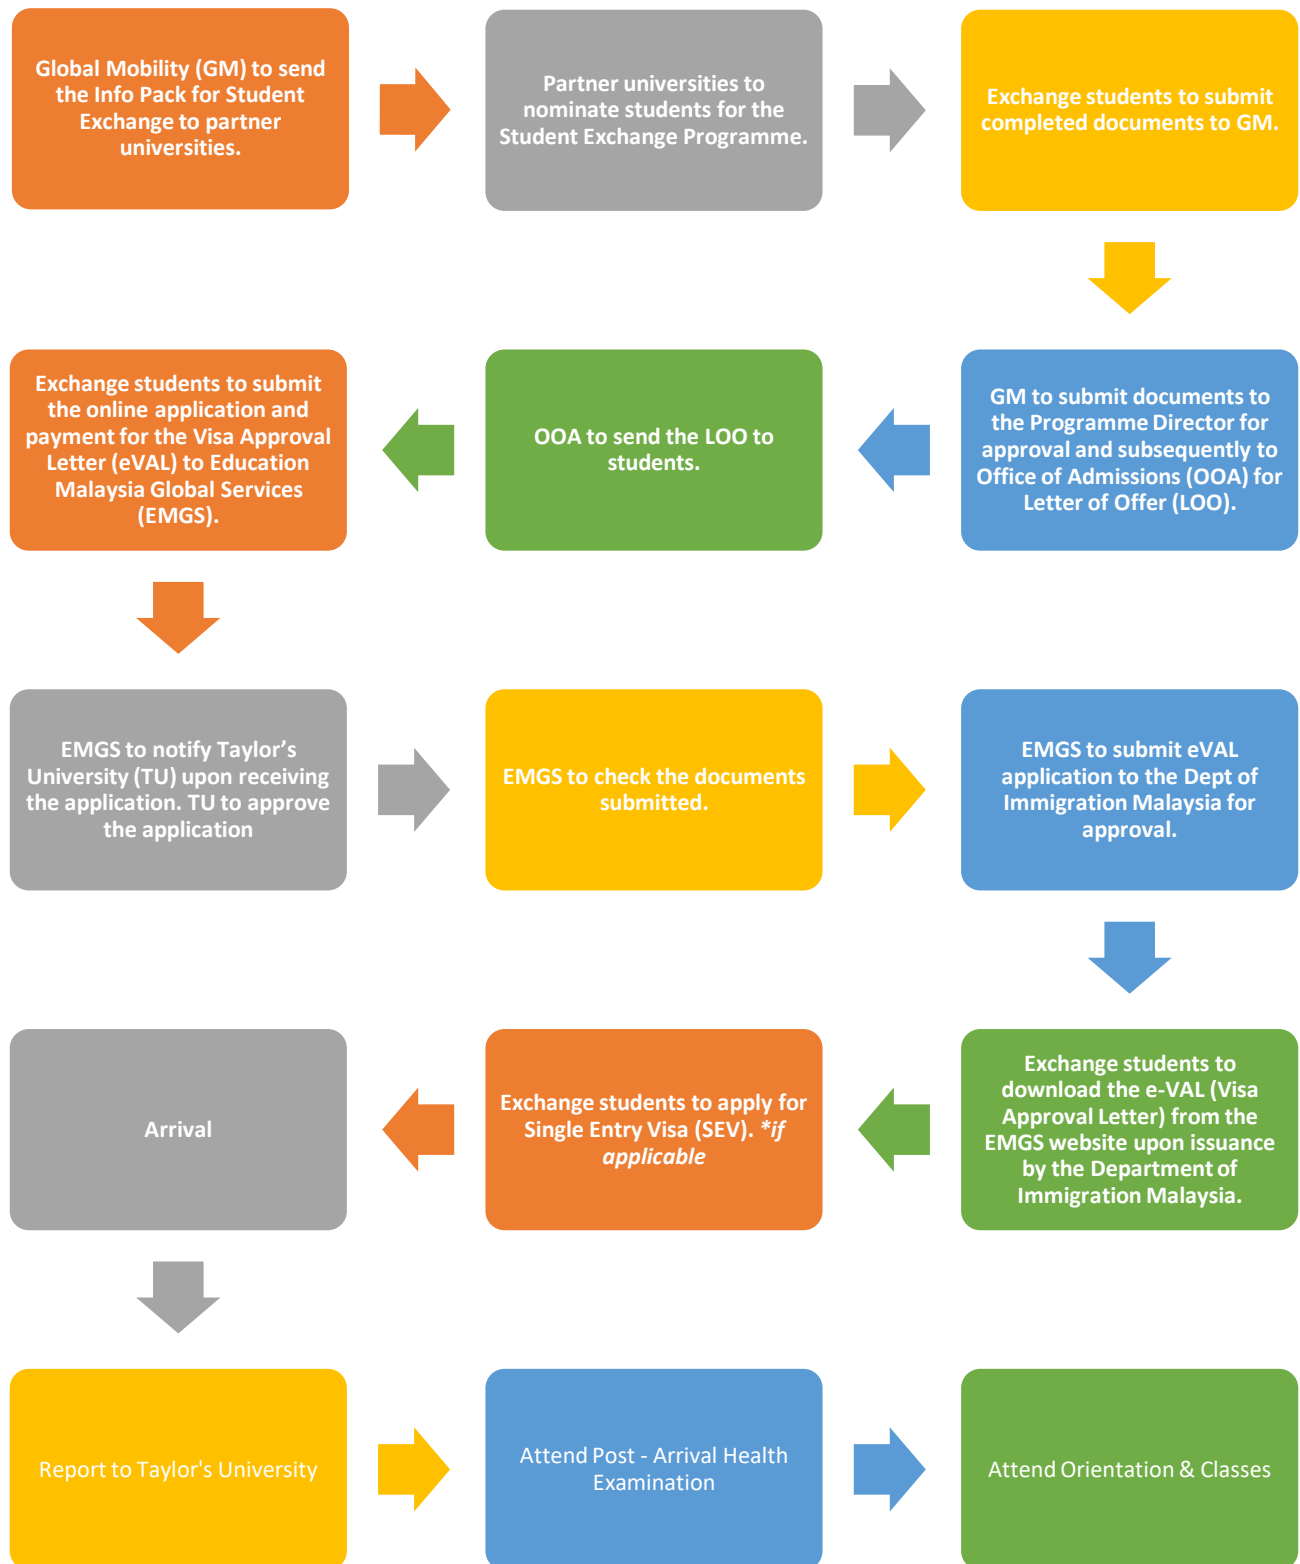 Global Mobility (GM) to send
the Info Pack for Student
Exchange to partner
universities.
Partner universities to
nominate students for the
Student Exchange Programme.
Exchange students to submit
completed documents to GM.
GM to submit documents to
the Programme Director for
approval and subsequently to
Office of Admissions (OOA) for
Letter of Offer (LOO).
OOA to send the LOO to
students.
Exchange students to submit
the online application and
payment for the Visa Approval
Letter (eVAL) to Education
Malaysia Global Services
(EMGS).
EMGS to notify Taylor’s
University (TU) upon receiving
the application. TU to approve
the application
EMGS to check the documents
submitted.
EMGS to submit eVAL
application to the Dept of
Immigration Malaysia for
approval.
Exchange students to
download the e-VAL (Visa
Approval Letter) from the
EMGS website upon issuance
by the Department of
Immigration Malaysia.
Exchange students to apply for
Single Entry Visa (SEV). *if
applicable
Arrival
Report to Taylor's University
Attend Post - Arrival Health
Examination
Attend Orientation & Classes